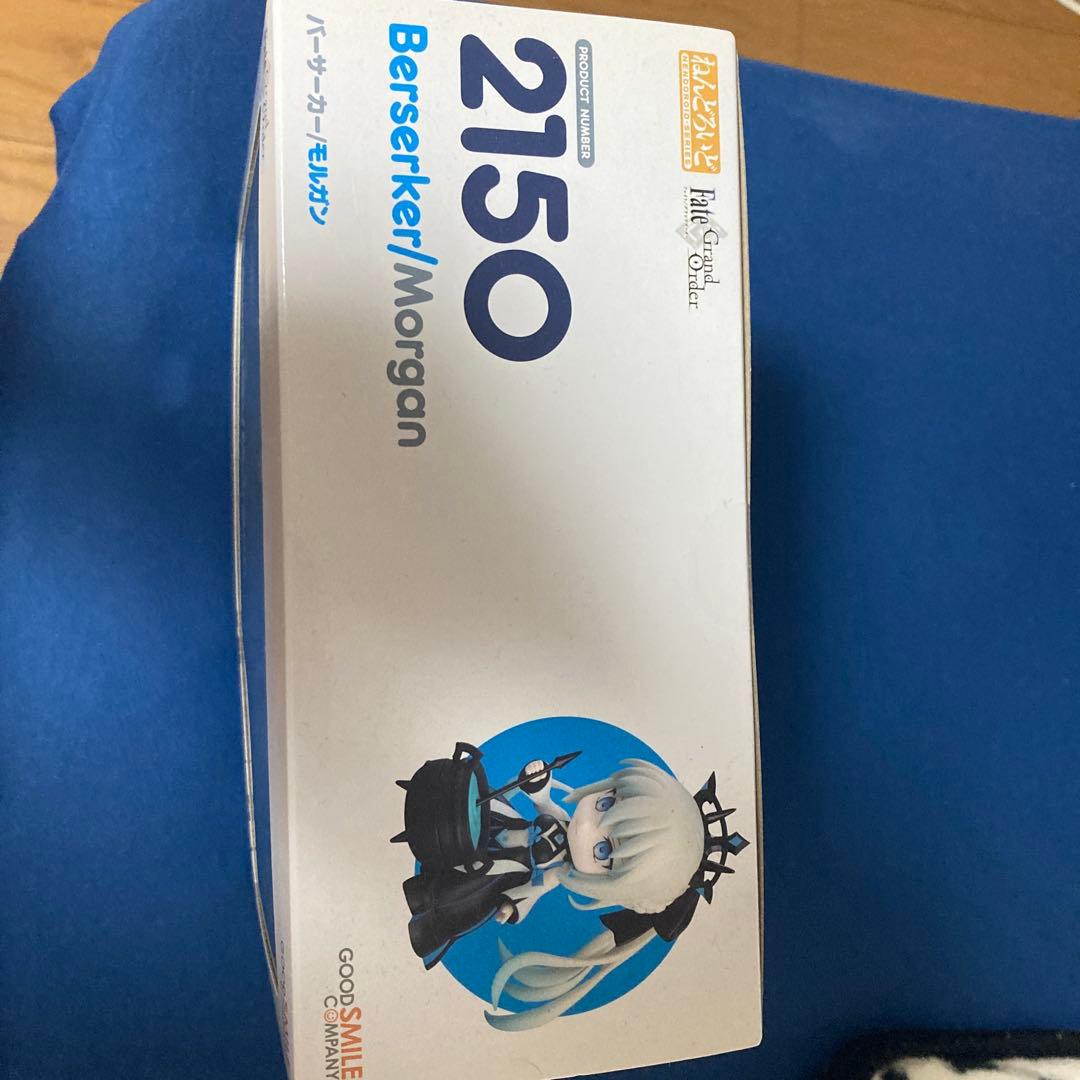 ねんどろいど
NENDOROID-SERIES
Fate
Grand
Order
PRODUCT NUMBER
2150
Berserker/Morgan
バーサーカー/モルガン
GOOD
SMILE
COMPANY